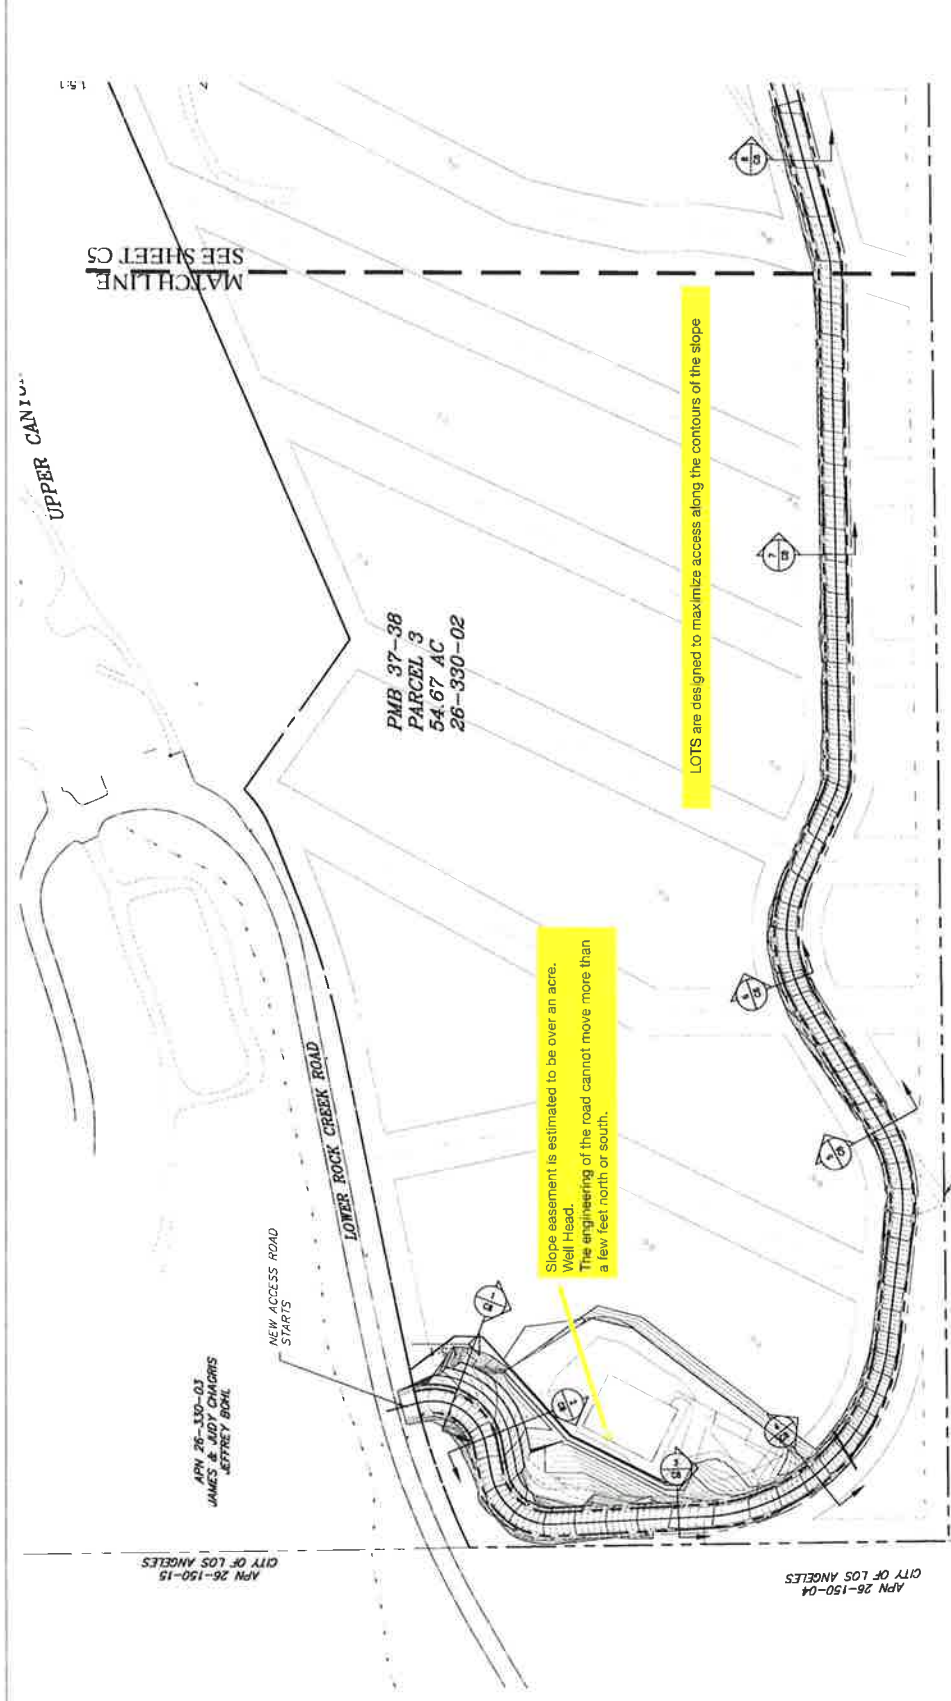 1.5:1
UPPER
MATCHLINE
SEE SHEET C5
PMB 37-38
PARCEL 3
54.67 AC
26-330-02
LOTS are designed to maximize access along the contours of the slope
Slope easement is estimated to be over an acre.
Well Head.
The engineering of the road cannot move more than
a few feet north or south.
LOWER ROCK CREEK ROAD
NEW ACCESS ROAD
STARTS
APN 26-330-03
JAMES & JUDY CHAGRIS
JEFFREY BOHL
APN 26-150-15
CITY OF LOS ANGELES
APN 26-150-04
CITY OF LOS ANGELES
7